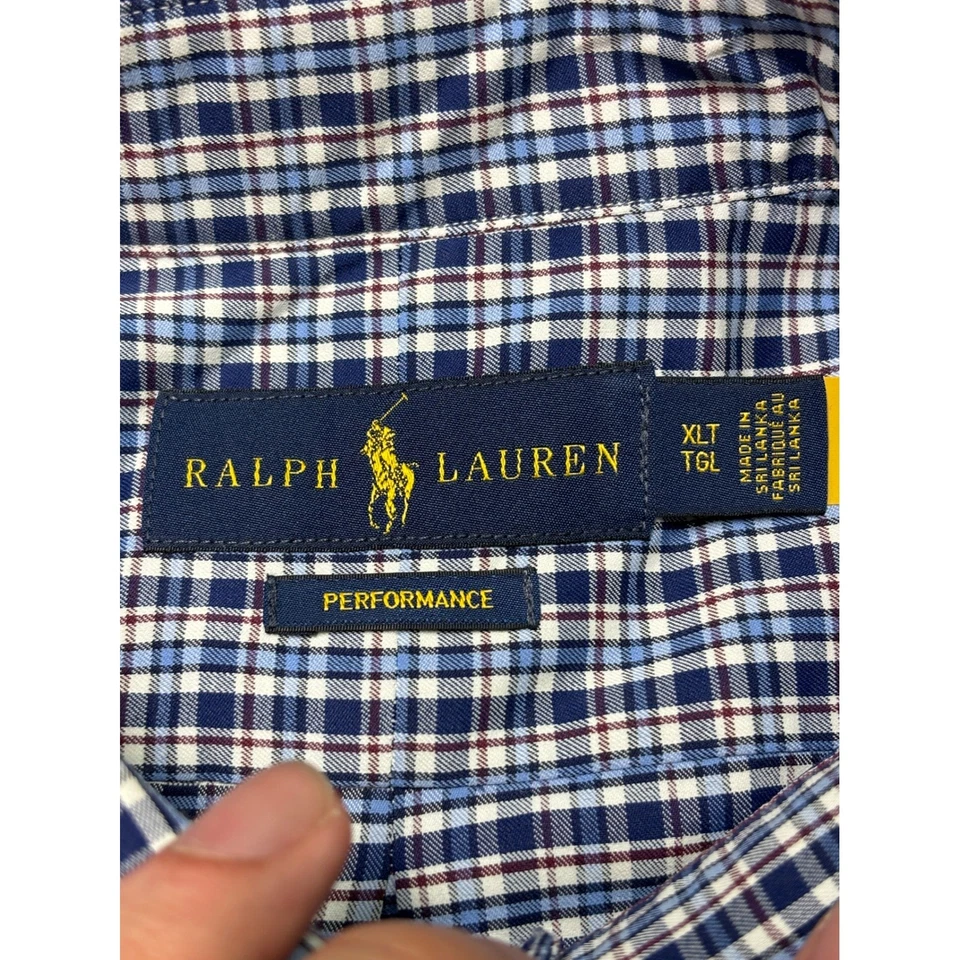 RALPH LAUREN
XLT
TGL
MADE IN
SRI LANKA
FABRIQUÉ AU
SRI LANKA
PERFORMANCE